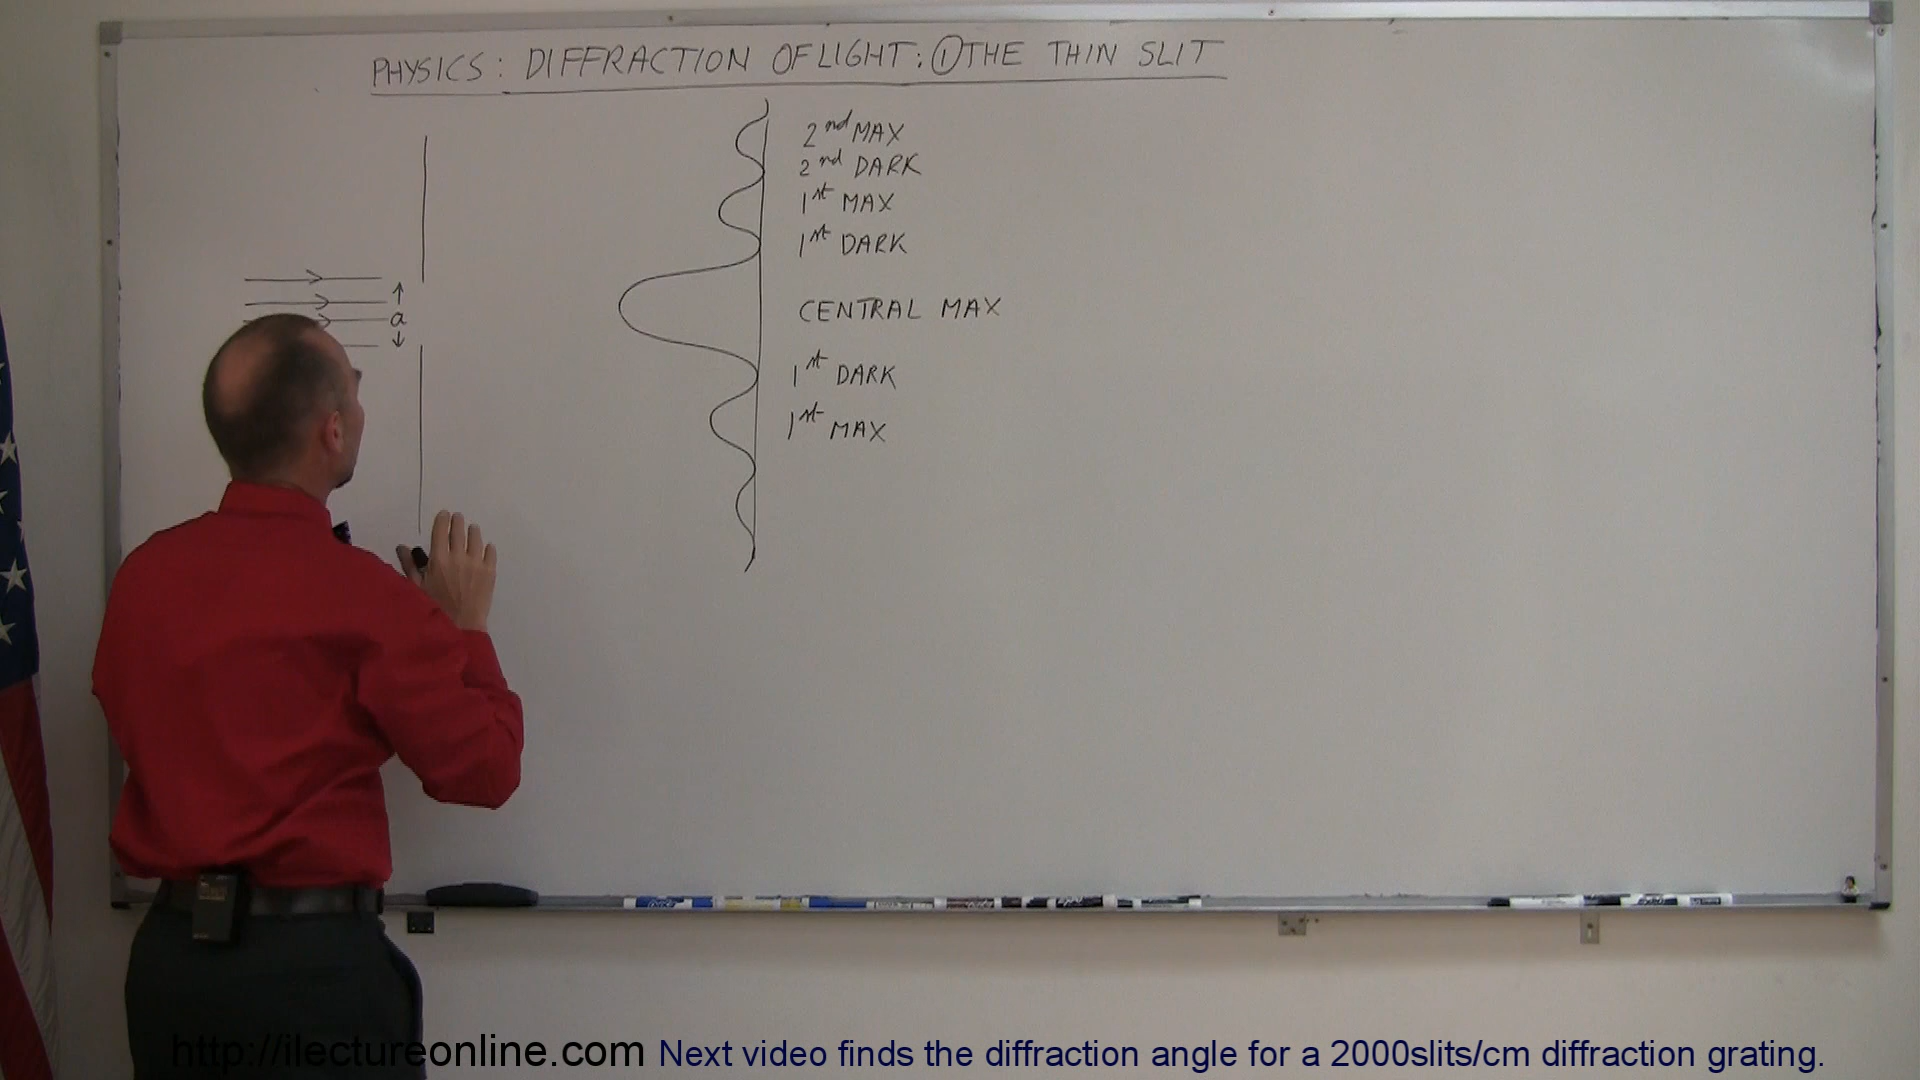 PHYSICS: DIFFRACTION OF LIGHT: ① THE THIN SLIT
2nd MAX
2nd DARK
1st MAX
1st DARK
a
CENTRAL MAX
1st DARK
1st MAX
http://ilectureonline.com Next video finds the diffraction angle for a 2000slits/cm diffraction grating.